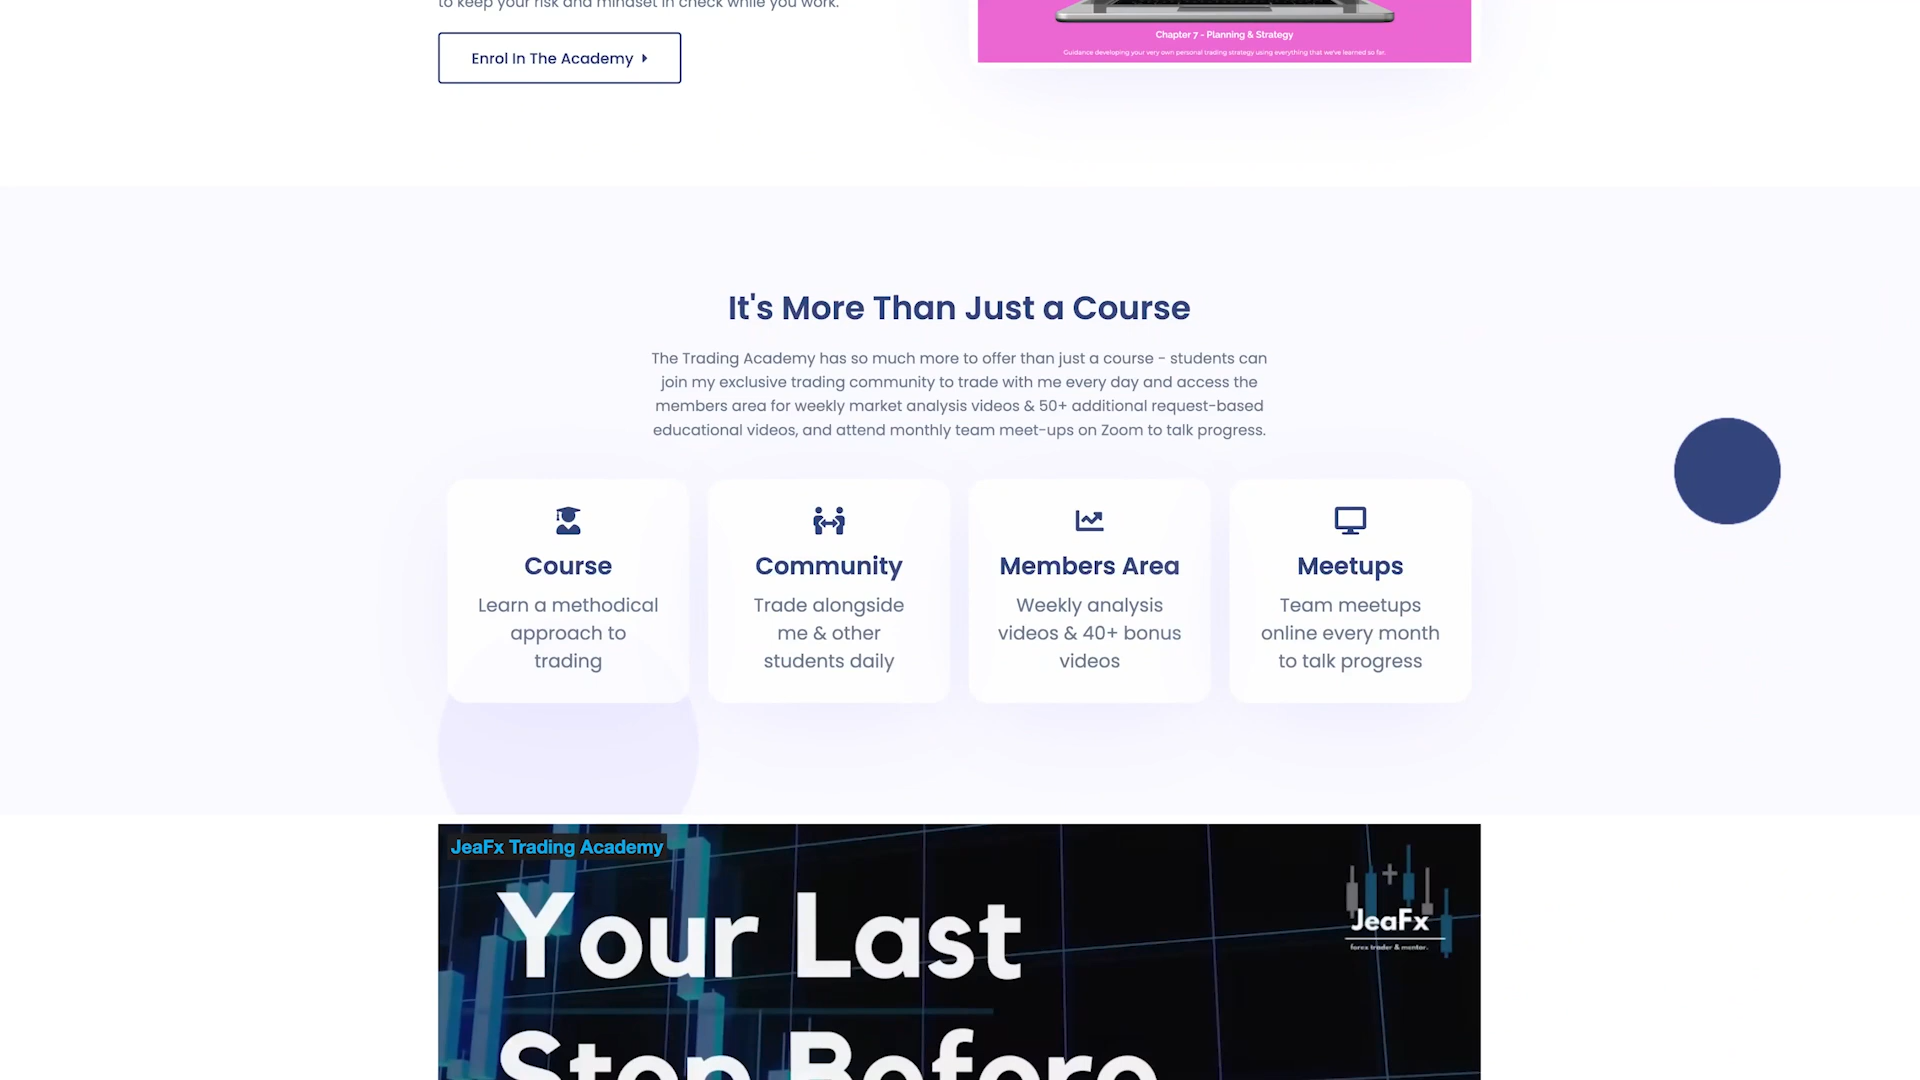 to keep your risk and mindset in check while you work.
Enrol In The Academy
Chapter 7 - Planning & Strategy
Guidance developing your very own personal trading strategy using everything that we've learned so far.
It's More Than Just a Course
The Trading Academy has so much more to offer than just a course - students can
join my exclusive trading community to trade with me every day and access the
members area for weekly market analysis videos & 50+ additional request-based
educational videos, and attend monthly team meet-ups on Zoom to talk progress.
Course
Learn a methodical
approach to
trading
Community
Trade alongside
me & other
students daily
Members Area
Weekly analysis
videos & 40+ bonus
videos
Meetups
Team meetups
online every month
to talk progress
JeaFx Trading Academy
Your Last
Stop Before
JeaFx
forex trader & mentor.